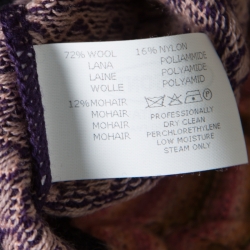 72% WOOL 16% NYLON
LANA POLIAMMIDE
LAINE POLYAMIDE
WOLLE POLYAMID
12% MOHAIR
MOHAIR PROFESSIONALLY
MOHAIR DRY CLEAN
MOHAIR PERCHLORETHYLENE
LOW MOISTURE
STEAM ONLY